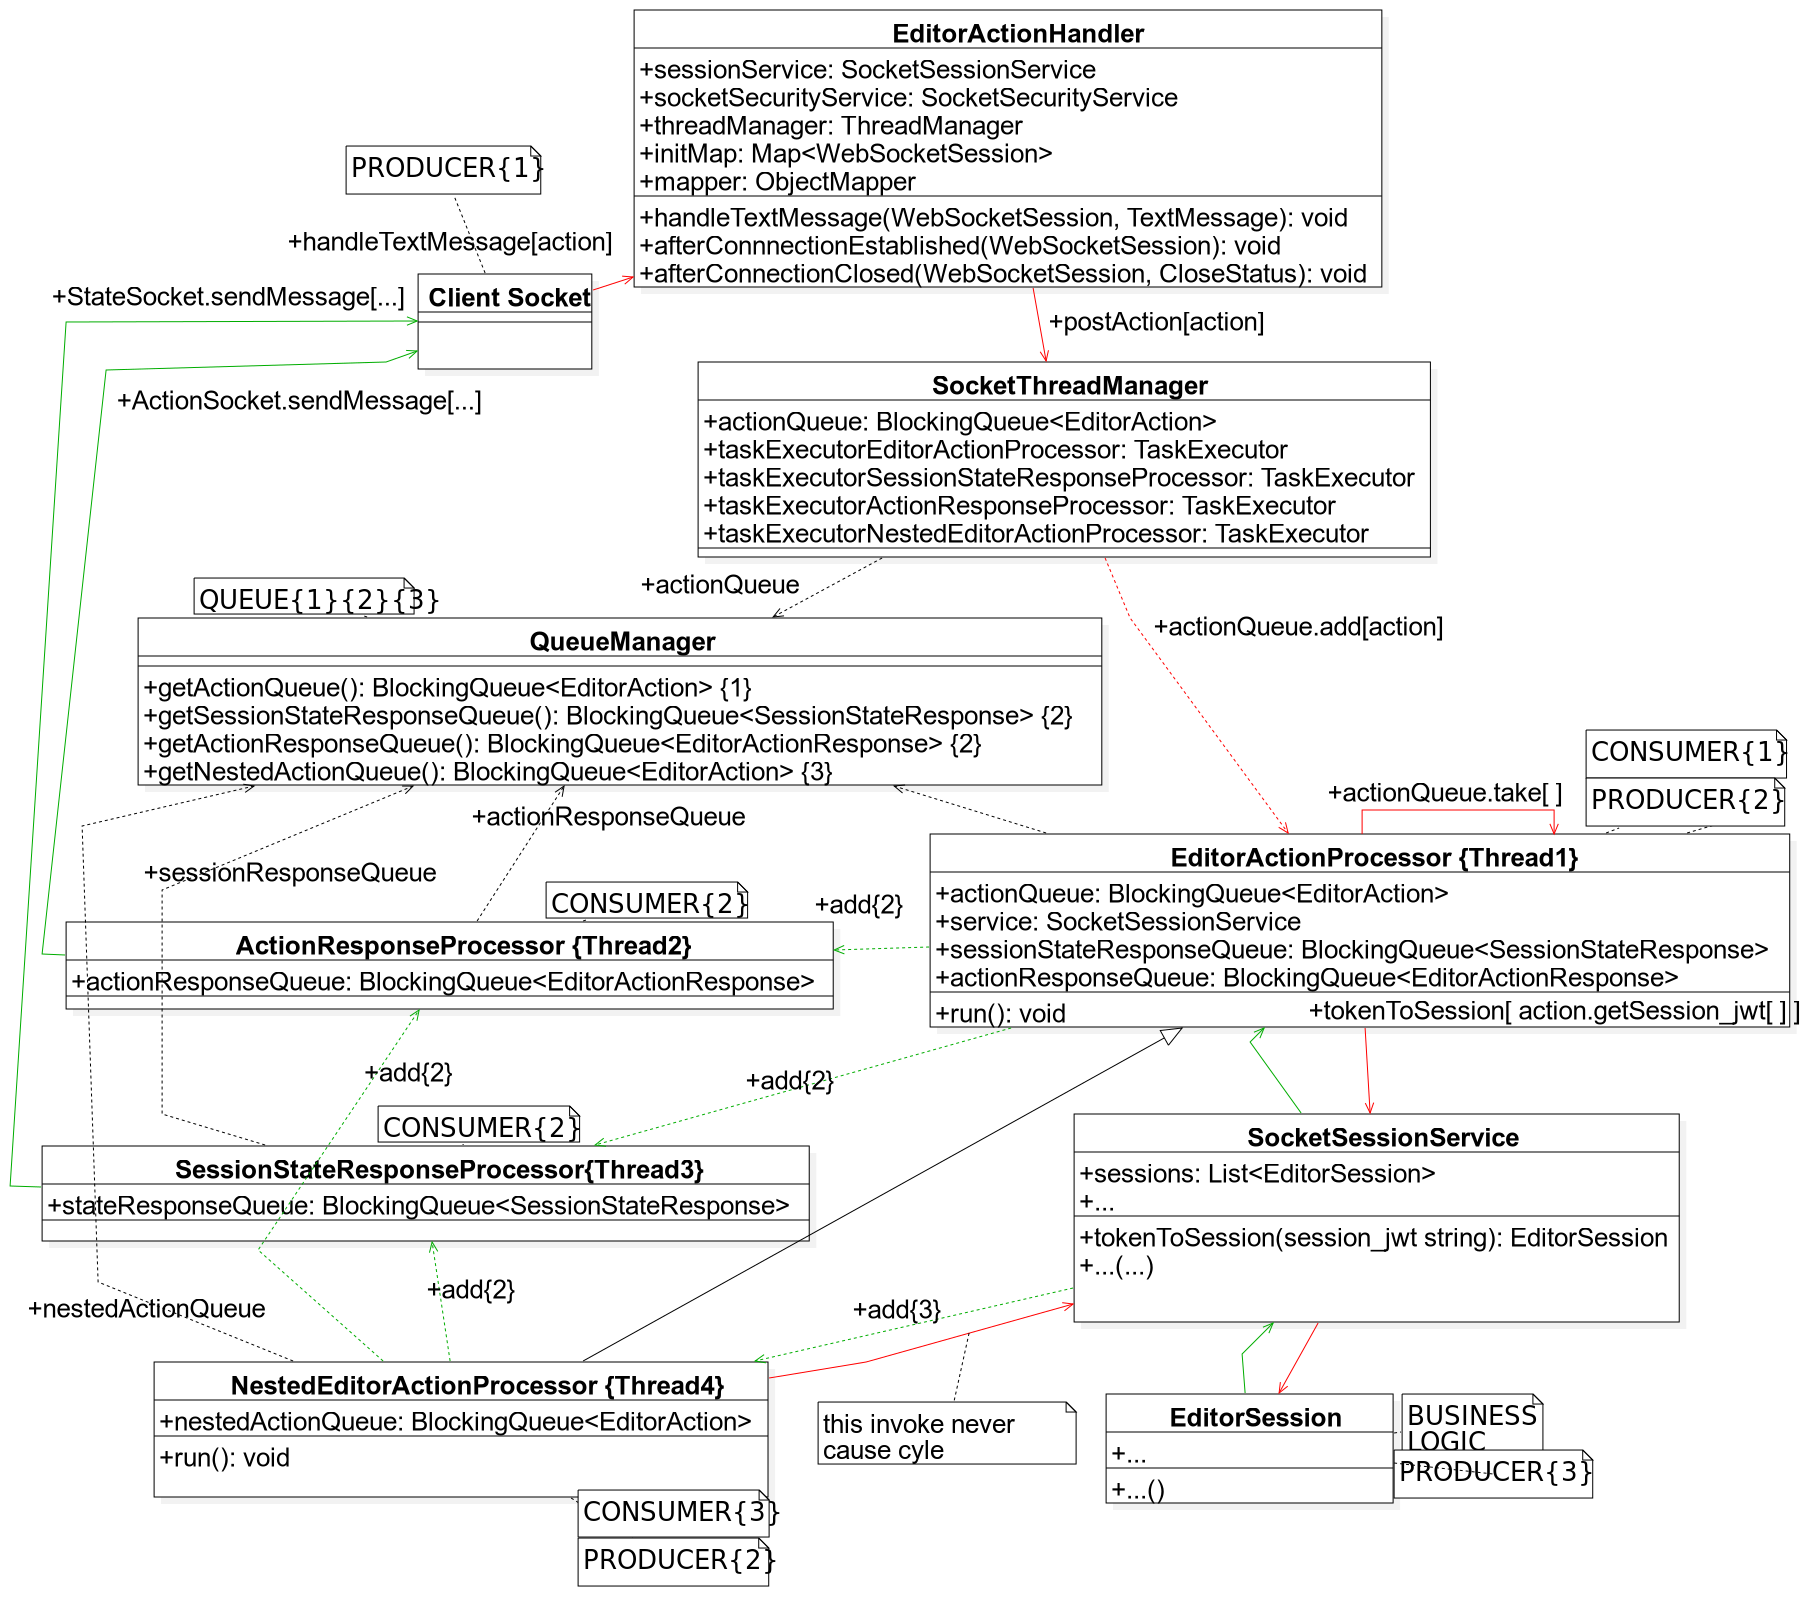 EditorActionHandler
+sessionService: SocketSessionService
+socketSecurityService: SocketSecurityService
+threadManager: ThreadManager
+initMap: Map<WebSocketSession>
+mapper: ObjectMapper
+handleTextMessage(WebSocketSession, TextMessage): void
+afterConnnectionEstablished(WebSocketSession): void
+afterConnectionClosed(WebSocketSession, CloseStatus): void
PRODUCER{1}
+handleTextMessage[action]
Client Socket
+StateSocket.sendMessage[...]
+ActionSocket.sendMessage[...]
+postAction[action]
SocketThreadManager
+actionQueue: BlockingQueue<EditorAction>
+taskExecutorEditorActionProcessor: TaskExecutor
+taskExecutorSessionStateResponseProcessor: TaskExecutor
+taskExecutorActionResponseProcessor: TaskExecutor
+taskExecutorNestedEditorActionProcessor: TaskExecutor
+actionQueue
+actionQueue.add[action]
QUEUE{1}{2}{3}
QueueManager
+getActionQueue(): BlockingQueue<EditorAction> {1}
+getSessionStateResponseQueue(): BlockingQueue<SessionStateResponse> {2}
+getActionResponseQueue(): BlockingQueue<EditorActionResponse> {2}
+getNestedActionQueue(): BlockingQueue<EditorAction> {3}
CONSUMER{1}
PRODUCER{2}
+actionQueue.take[ ]
+actionResponseQueue
+sessionResponseQueue
EditorActionProcessor {Thread1}
+actionQueue: BlockingQueue<EditorAction>
+service: SocketSessionService
+sessionStateResponseQueue: BlockingQueue<SessionStateResponse>
+actionResponseQueue: BlockingQueue<EditorActionResponse>
+run(): void
+tokenToSession[ action.getSession_jwt[ ] ]
CONSUMER{2}
+add{2}
ActionResponseProcessor {Thread2}
+actionResponseQueue: BlockingQueue<EditorActionResponse>
+add{2}
+add{2}
CONSUMER{2}
SessionStateResponseProcessor{Thread3}
+stateResponseQueue: BlockingQueue<SessionStateResponse>
SocketSessionService
+sessions: List<EditorSession>
+...
+tokenToSession(session_jwt string): EditorSession
+...(...)
+add{2}
+nestedActionQueue
+add{3}
NestedEditorActionProcessor {Thread4}
+nestedActionQueue: BlockingQueue<EditorAction>
+run(): void
CONSUMER{3}
PRODUCER{2}
this invoke never
cause cyle
EditorSession
+...
+...()
BUSINESS
LOGIC
PRODUCER{3}